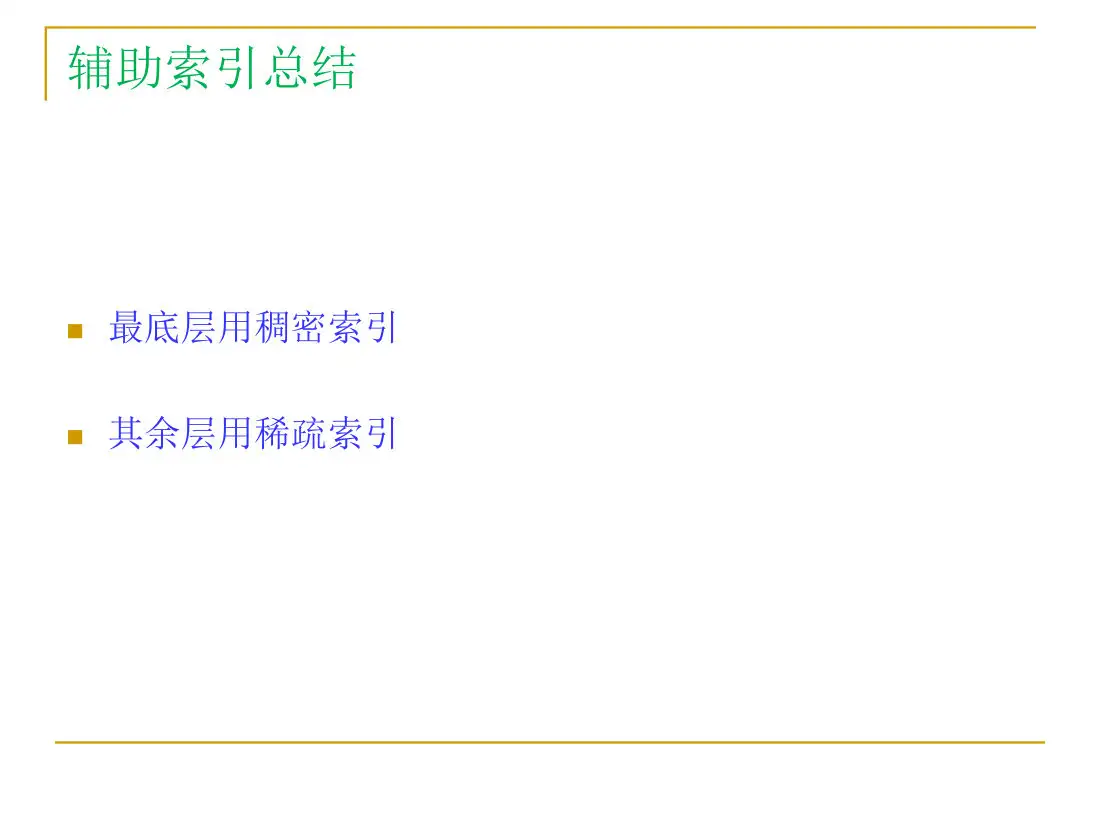 辅助索引总结
最底层用稠密索引
其余层用稀疏索引